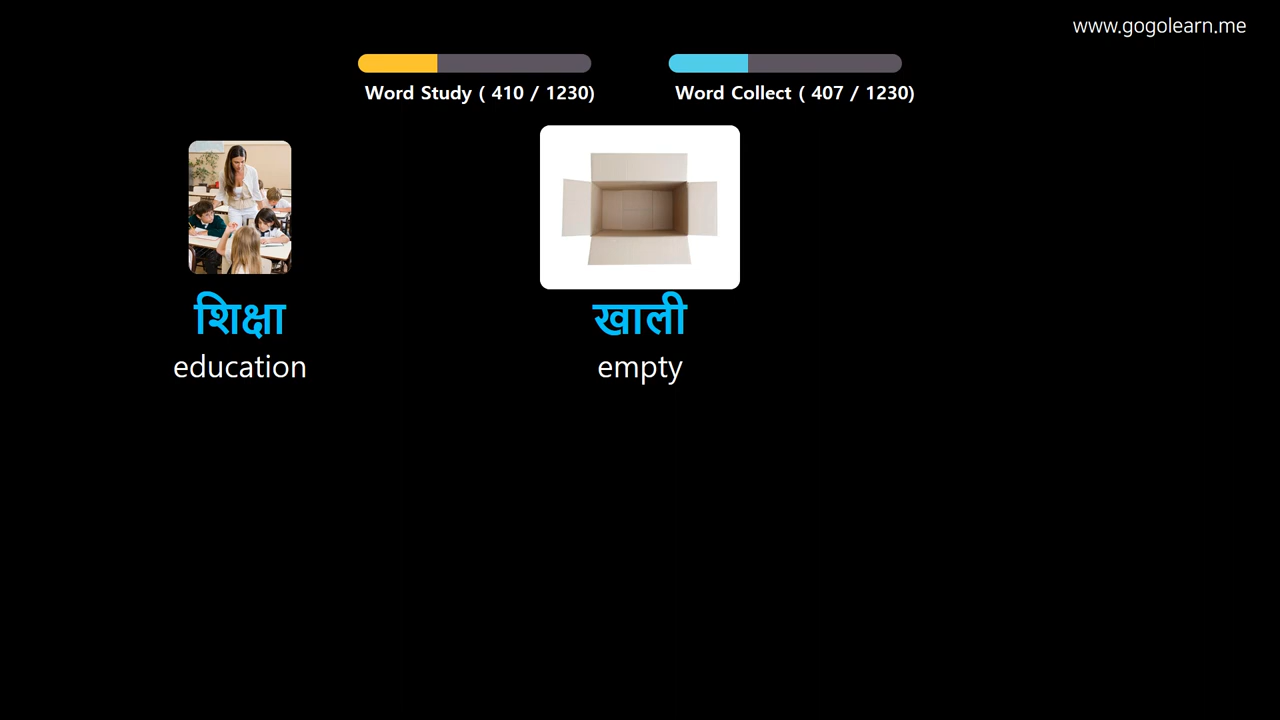 www.gogolearn.me
Word Study ( 410 / 1230)
Word Collect ( 407 / 1230)
शिक्षा
education
खाली
empty